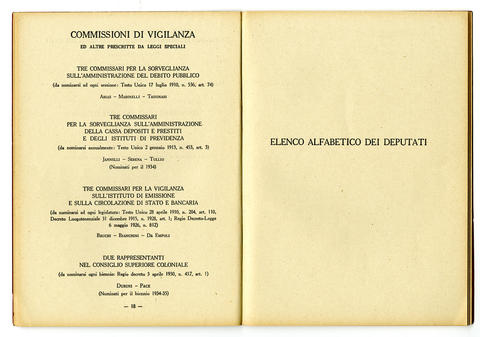 COMMISSIONI DI VIGILANZA
ED ALTRE PRESCRITTE DA LEGGI SPECIALI
TRE COMMISSARI PER LA SORVEGLIANZA
SULL'AMMINISTRAZIONE DEL DEBITO PUBBLICO
(da nominarsi ad ogni sessione: Testo Unico 17 luglio 1910, n. 536, art. 74)
TRE COMMISSARI
PER LA SORVEGLIANZA SULL'AMMINISTRAZIONE
DELLA CASSA DEPOSITI E PRESTITI
E DEGLI ISTITUTI DI PREVIDENZA
(da nominarsi annualmente: Testo Unico 2 gennaio 1913, n. 453, art. 3)
JANNELLI – SERENA – TULLIO
(Nominati per il 1934)
TRE COMMISSARI PER LA VIGILANZA
SULL'ISTITUTO DI EMISSIONE
E SULLA CIRCOLAZIONE DI STATO E BANCARIA
(da nominarsi ad ogni legislatura: Testo Unico 28 aprile 1910, n. 204, art. 110,
Decreto Luogotenenziale 31 dicembre 1915, n. 1928, art. 1; Regio Decreto-Legge
6 maggio 1926, n. 812)
BIANCHINI – DE EMPOLI
DUE RAPPRESENTANTI
NEL CONSIGLIO SUPERIORE COLONIALE
(da nominarsi ogni biennio: Regio decreto 3 aprile 1930, n. 457, art. 1)
DURINI – PACE
(Nominati per il biennio 1934-35)
— 18 —
ELENCO ALFABETICO DEI DEPUTATI